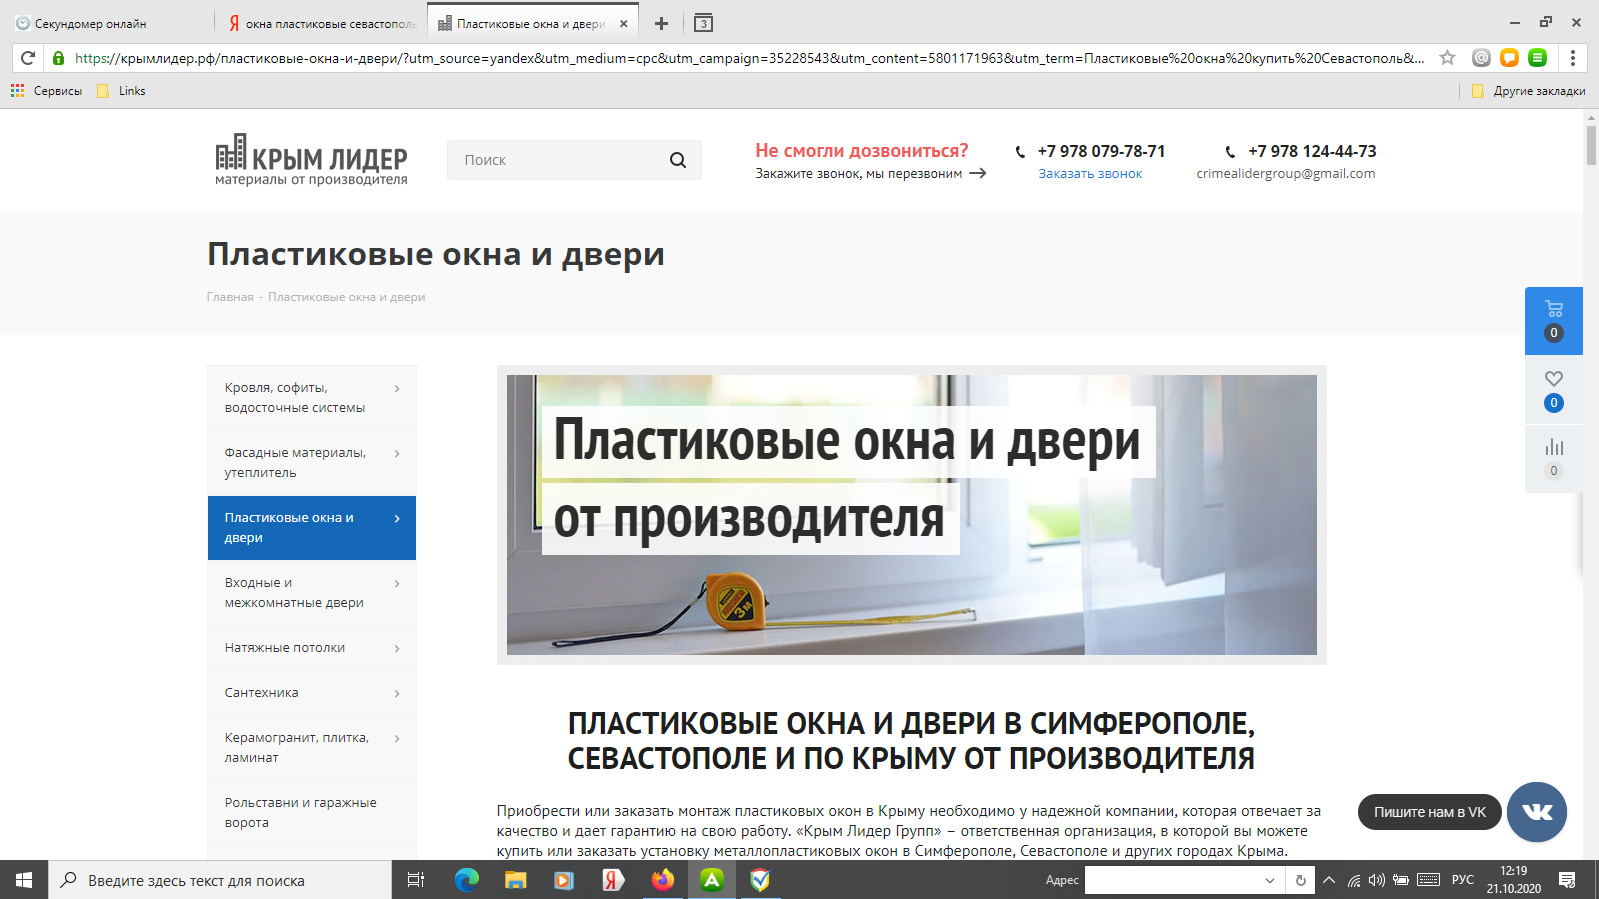 Секундомер онлайн
Я окна пластиковые севастополь
Пластиковые окна и двери
3
https://крымлидер.рф/пластиковые-окна-и-двери/?utm_source=yandex&utm_medium=cpc&utm_campaign=35228543&utm_content=5801171963&utm_term=Пластиковые%20окна%20купить%20Севастополь&...
Сервисы
Links
Другие закладки
КРЫМ ЛИДЕР
материалы от производителя
Поиск
Не смогли дозвониться?
Закажите звонок, мы перезвоним
+7 978 079-78-71
Заказать звонок
+7 978 124-44-73
crimealidergroup@gmail.com
Пластиковые окна и двери
Главная - Пластиковые окна и двери
0
0
0
Кровля, софиты,
водосточные системы
Фасадные материалы,
утеплитель
Пластиковые окна и
двери
Входные и
межкомнатные двери
Натяжные потолки
Сантехника
Керамогранит, плитка,
ламинат
Рольставни и гаражные
ворота
Пластиковые окна и двери
от производителя
3м
ПЛАСТИКОВЫЕ ОКНА И ДВЕРИ В СИМФЕРОПОЛЕ,
СЕВАСТОПОЛЕ И ПО КРЫМУ ОТ ПРОИЗВОДИТЕЛЯ
Приобрести или заказать монтаж пластиковых окон в Крыму необходимо у надежной компании, которая отвечает за
качество и дает гарантию на свою работу. «Крым Лидер Групп» – ответственная организация, в которой вы можете
купить или заказать установку металлопластиковых окон в Симферополе, Севастополе и других городах Крыма.
Пишите нам в VK
Введите здесь текст для поиска
Я
Адрес
РУС
12:19
21.10.2020